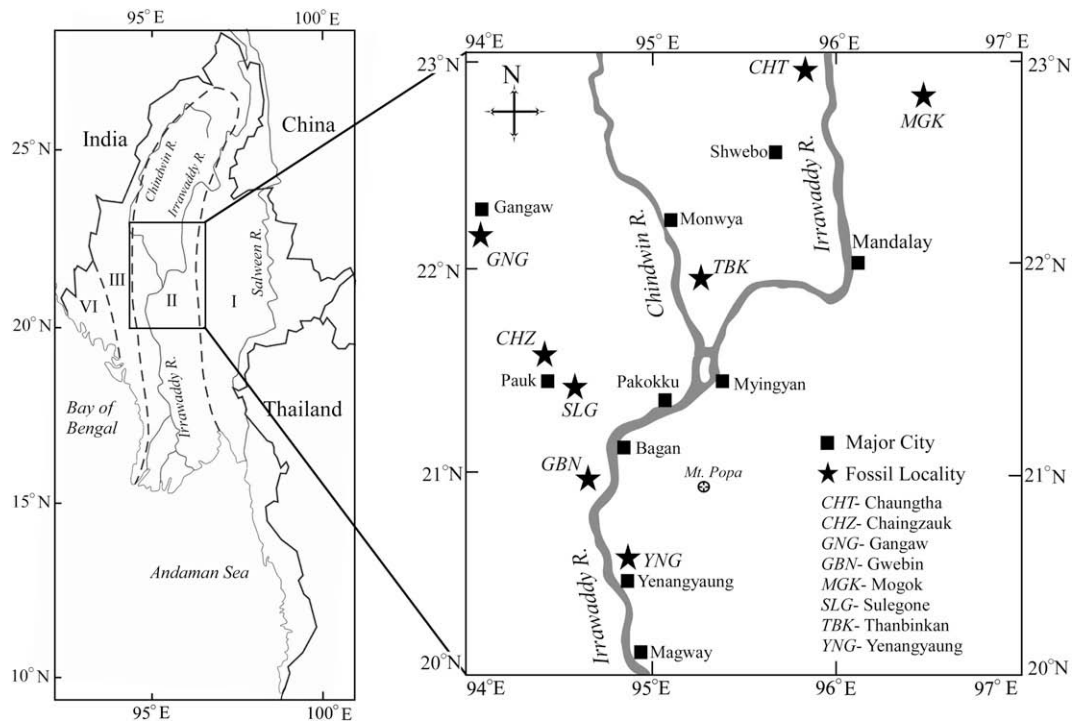 95°E
100°E
India
China
25°N
Chindwin R.
Irrawaddy R.
Salween R.
III
VI
II
I
20°N
Irrawaddy R.
Bay of
Bengal
Thailand
15°N
Andaman Sea
10°N
95°E
100°E
94°E
95°E
96°E
97°E
23°N
23°N
N
CHT
MGK
Shwebo
Irrawaddy R.
Gangaw
GNG
Monwya
Chindwin R.
Mandalay
TBK
22°N
22°N
CHZ
Pauk
SLG
Pakokku
Myingyan
Bagan
GBN
Mt. Popa
21°N
21°N
YNG
Yenangyaung
Irrawaddy R.
Magway
20°N
20°N
Major City
Fossil Locality
CHT- Chaungtha
CHZ- Chaingzauk
GNG- Gangaw
GBN- Gwebin
MGK- Mogok
SLG- Sulegone
TBK- Thanbinkan
YNG- Yenangyaung
94°E
95°E
96°E
97°E